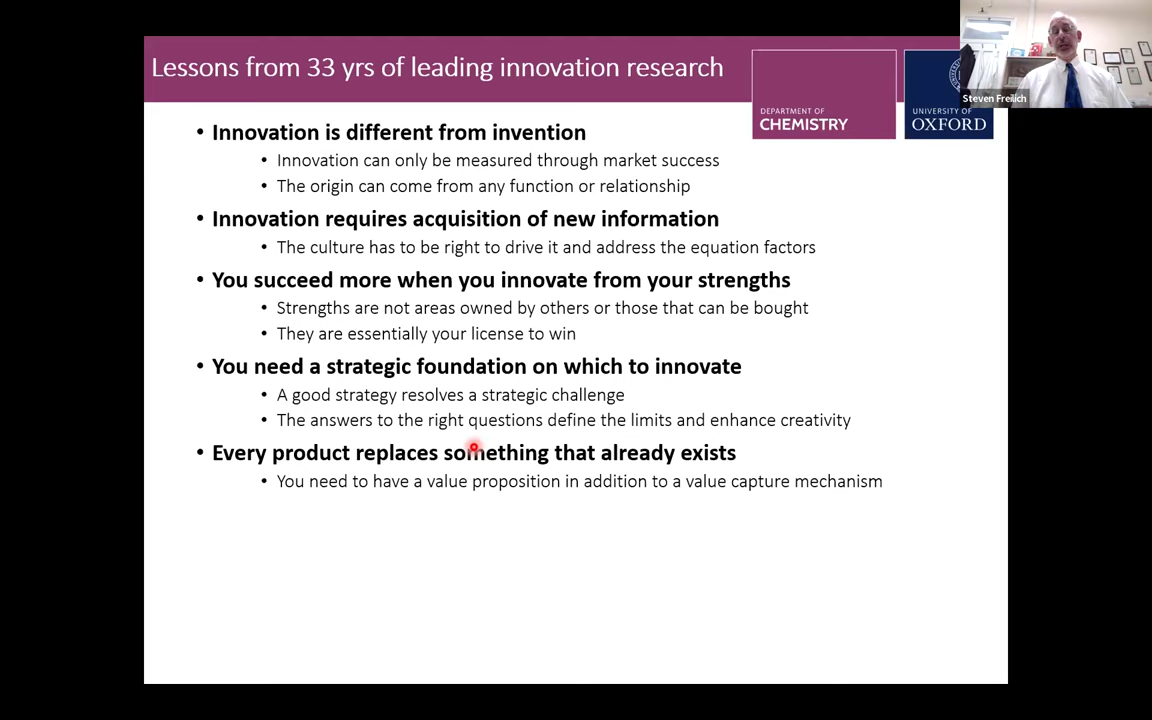 Lessons from 33 yrs of leading innovation research
DEPARTMENT OF
CHEMISTRY
UNIVERSITY OF
OXFORD
Steven Freilich
• Innovation is different from invention
• Innovation can only be measured through market success
• The origin can come from any function or relationship
• Innovation requires acquisition of new information
• The culture has to be right to drive it and address the equation factors
• You succeed more when you innovate from your strengths
• Strengths are not areas owned by others or those that can be bought
• They are essentially your license to win
• You need a strategic foundation on which to innovate
• A good strategy resolves a strategic challenge
• The answers to the right questions define the limits and enhance creativity
• Every product replaces something that already exists
• You need to have a value proposition in addition to a value capture mechanism